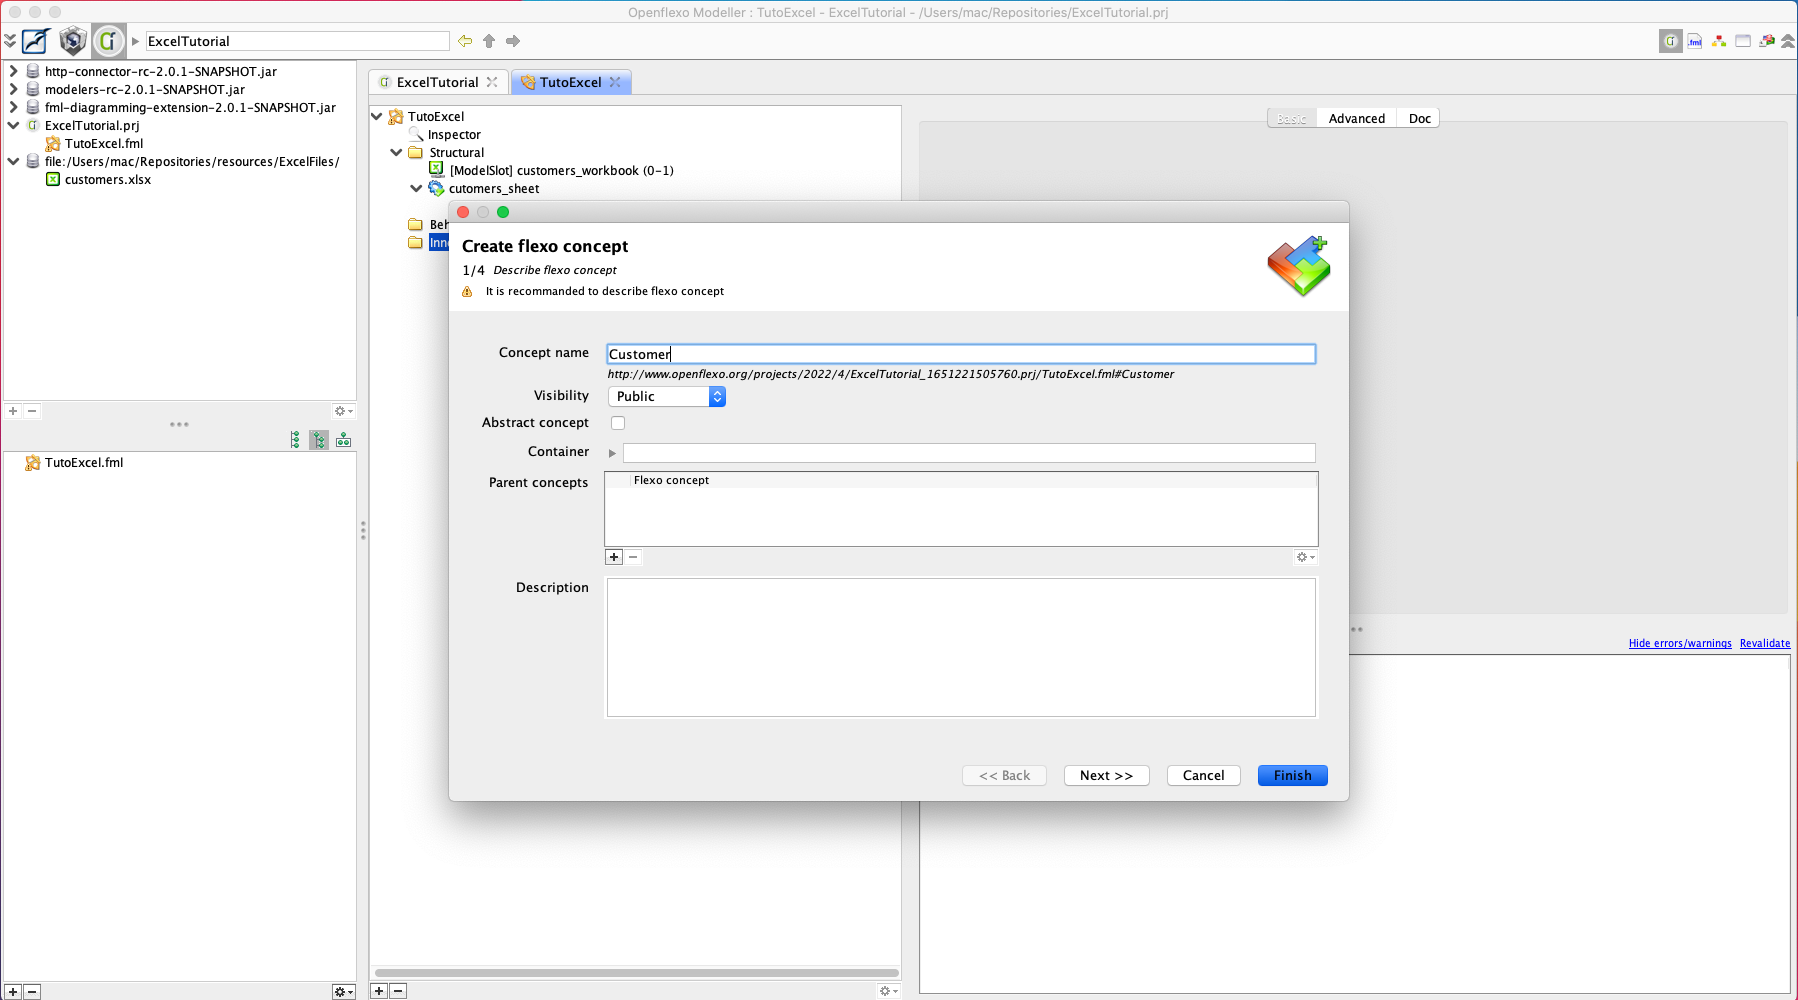 Openflexo Modeller : TutoExcel - ExcelTutorial - /Users/mac/Repositories/ExcelTutorial.prj
ExcelTutorial
.fml
http-connector-rc-2.0.1-SNAPSHOT.jar
modelers-rc-2.0.1-SNAPSHOT.jar
fml-diagramming-extension-2.0.1-SNAPSHOT.jar
ExcelTutorial.prj
TutoExcel.fml
file:/Users/mac/Repositories/resources/ExcelFiles/
customers.xlsx
TutoExcel.fml
ExcelTutorial
TutoExcel
TutoExcel
Inspector
Structural
[ModelSlot] customers_workbook (0-1)
cutomers_sheet
Beh
Inne
Basic
Advanced
Doc
Create flexo concept
1/4 Describe flexo concept
It is recommanded to describe flexo concept
Concept name
Customer
http://www.openflexo.org/projects/2022/4/ExcelTutorial_1651221505760.prj/TutoExcel.fml#Customer
Visibility
Public
Abstract concept
Container
Parent concepts
Flexo concept
Description
<< Back
Next >>
Cancel
Finish
Hide errors/warnings
Revalidate